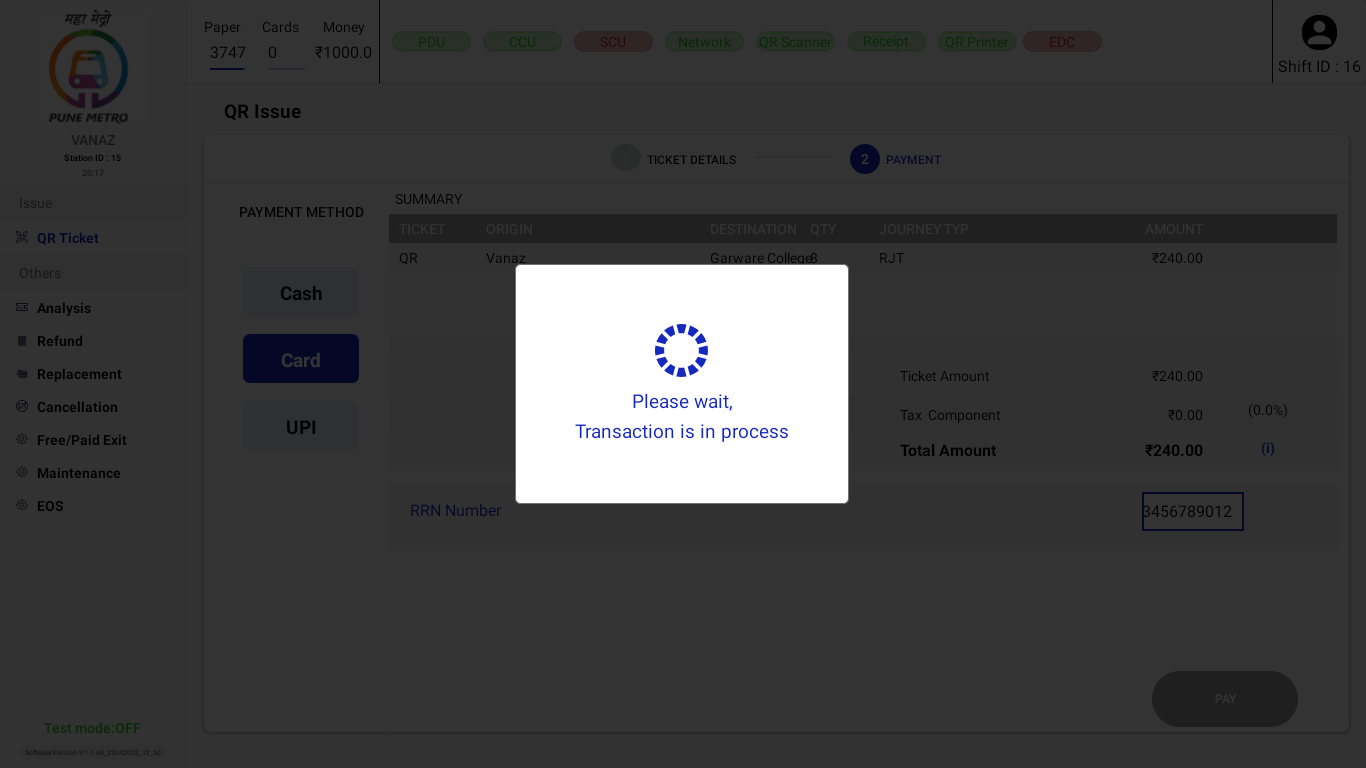 महा मेट्रो
PUNE METRO
VANAZ
Station ID : 15
20:17
Issue
QR Ticket
Others
Analysis
Refund
Replacement
Cancellation
Free/Paid Exit
Maintenance
EOS
Test mode:OFF
Paper Cards Money
3747 0 ₹1000.0
PDU CCU SCU Network QR Scanner Receipt QR Printer EDC
Shift ID : 16
QR Issue
1 TICKET DETAILS 2 PAYMENT
PAYMENT METHOD
Cash
Card
UPI
SUMMARY
TICKET ORIGIN DESTINATION QTY JOURNEY TYP AMOUNT
QR Vanaz Garware College 8 RJT ₹240.00
Ticket Amount ₹240.00
Tax Component ₹0.00 (0.0%)
Total Amount ₹240.00 (i)
RRN Number 3456789012
Please wait,
Transaction is in process
PAY